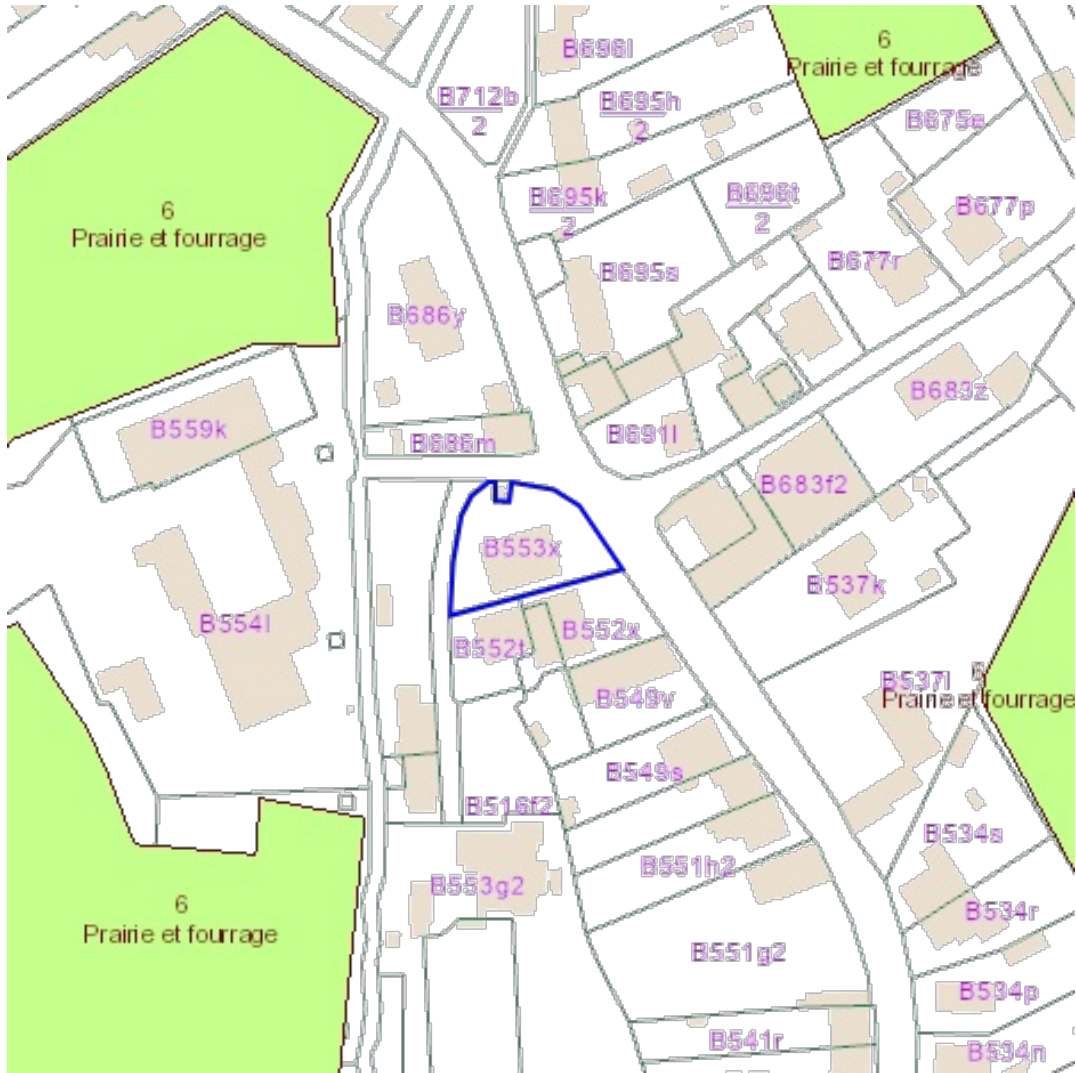 B696l
6
Prairie et fourrage
B712b
2
B695h
2
B675e
6
Prairie et fourrage
B695k
2
B696t
2
B677p
B695s
B677r
B686y
B683z
B559k
B686m
B691l
B683f2
B553x
B537k
B554l
B552t
B552x
B537l
6
Prairie et fourrage
B549v
B549s
B516f2
B534s
B551h2
B553g2
6
Prairie et fourrage
B534r
B551g2
B534p
B541r
B534n